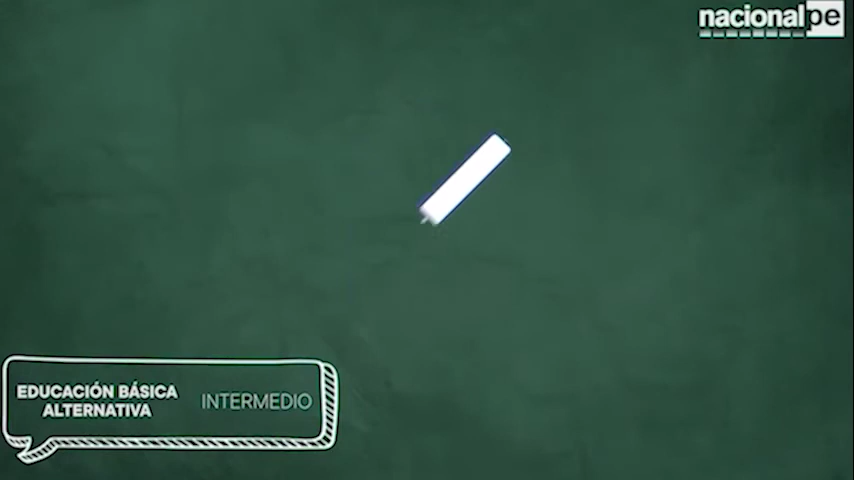 nacionalpe
EDUCACIÓN BÁSICA
ALTERNATIVA
INTERMEDIO